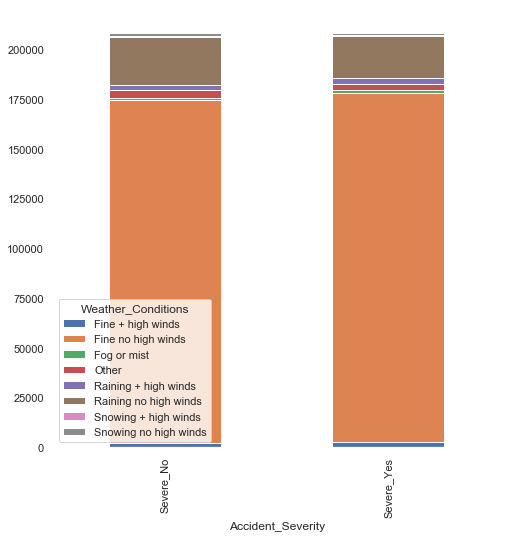 200000
175000
150000
125000
100000
75000
50000
25000
0
Weather_Conditions
Fine + high winds
Fine no high winds
Fog or mist
Other
Raining + high winds
Raining no high winds
Snowing + high winds
Snowing no high winds
Severe_No
Severe_Yes
Accident_Severity